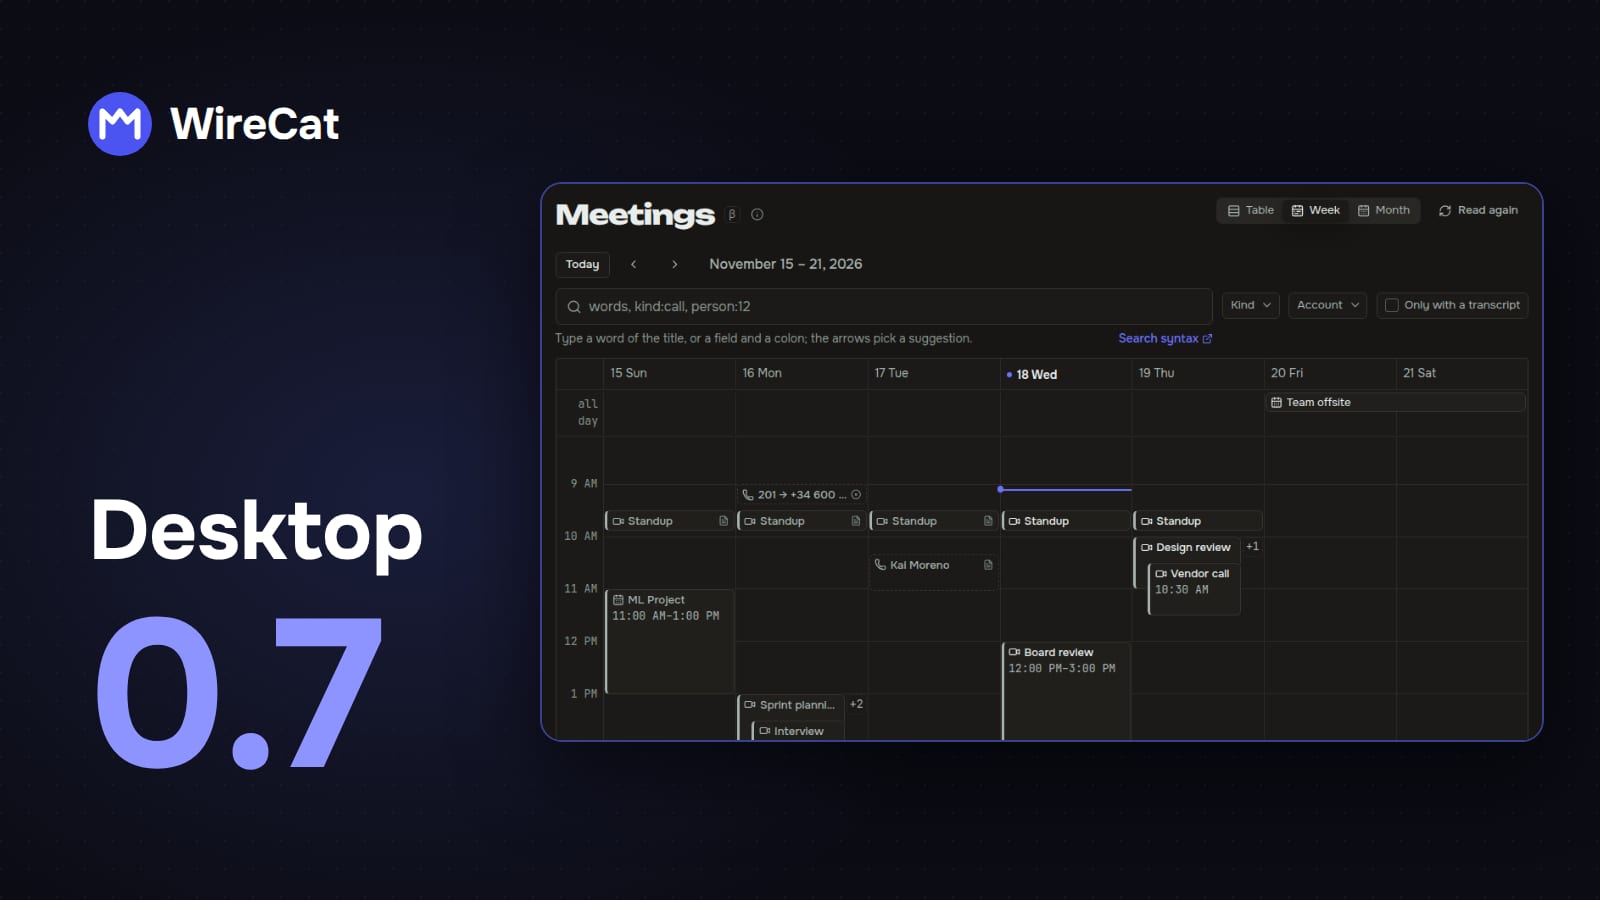 WireCat
Desktop
0.7
Meetings β
Table Week Month Read again
Today November 15 – 21, 2026
words, kind:call, person:12
Kind Account Only with a transcript
Type a word of the title, or a field and a colon; the arrows pick a suggestion.
Search syntax
15 Sun 16 Mon 17 Tue 18 Wed 19 Thu 20 Fri 21 Sat
all
day
Team offsite
9 AM
201 → +34 600 ...
Standup Standup Standup Standup Standup
10 AM
Design review +1
Kai Moreno
Vendor call
10:30 AM
11 AM
ML Project
11:00 AM–1:00 PM
12 PM
Board review
12:00 PM–3:00 PM
1 PM
Sprint planni... +2
Interview